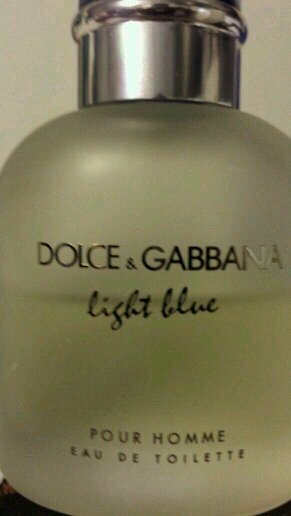 DOLCE & GABBANA
light blue
POUR HOMME
EAU DE TOILETTE